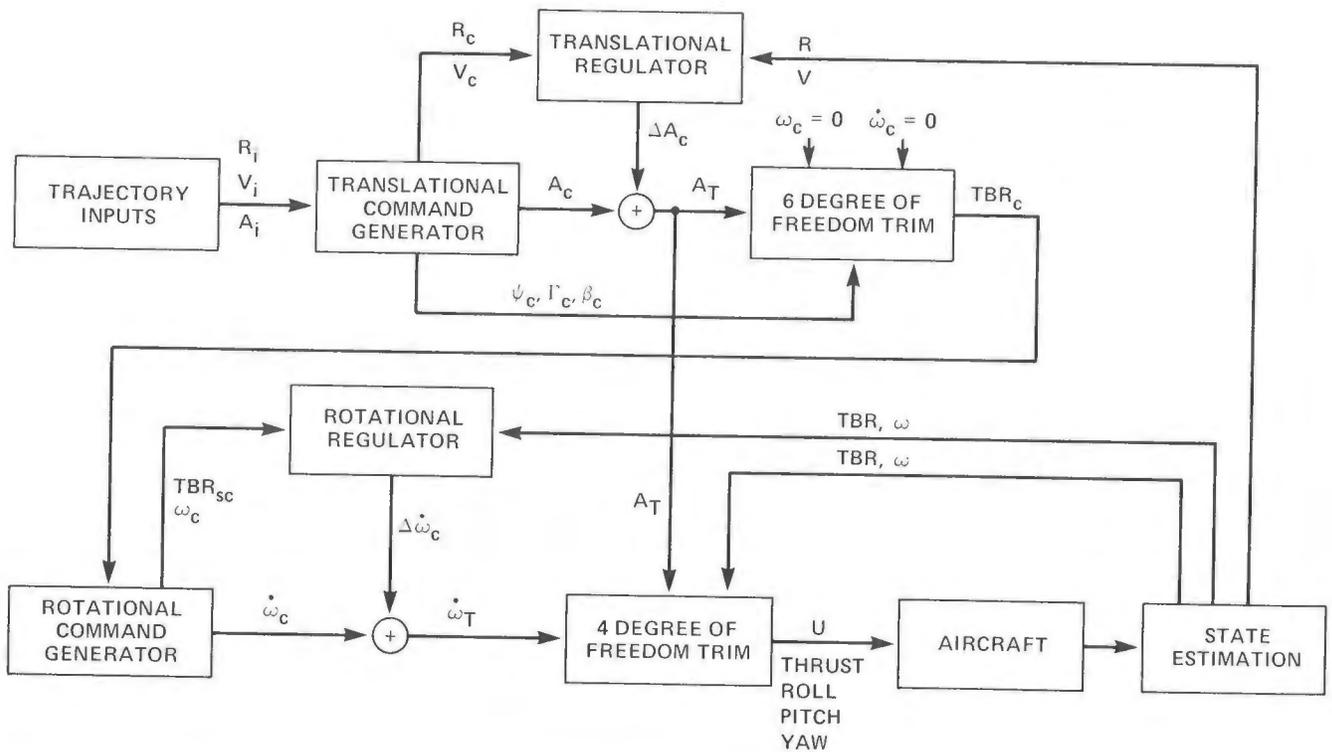 R_c
V_c
TRANSLATIONAL
REGULATOR
R
V
ΔA_c
ω_c = 0
ω̇_c = 0
TRAJECTORY
INPUTS
R_i
V_i
A_i
TRANSLATIONAL
COMMAND
GENERATOR
A_c
+
A_T
6 DEGREE OF
FREEDOM TRIM
TBR_c
ψ_c, Γ_c, β_c
ROTATIONAL
REGULATOR
TBR, ω
TBR, ω
TBR_sc
ω_c
Δω̇_c
A_T
ROTATIONAL
COMMAND
GENERATOR
ω̇_c
+
ω̇_T
4 DEGREE OF
FREEDOM TRIM
U
THRUST
ROLL
PITCH
YAW
AIRCRAFT
STATE
ESTIMATION